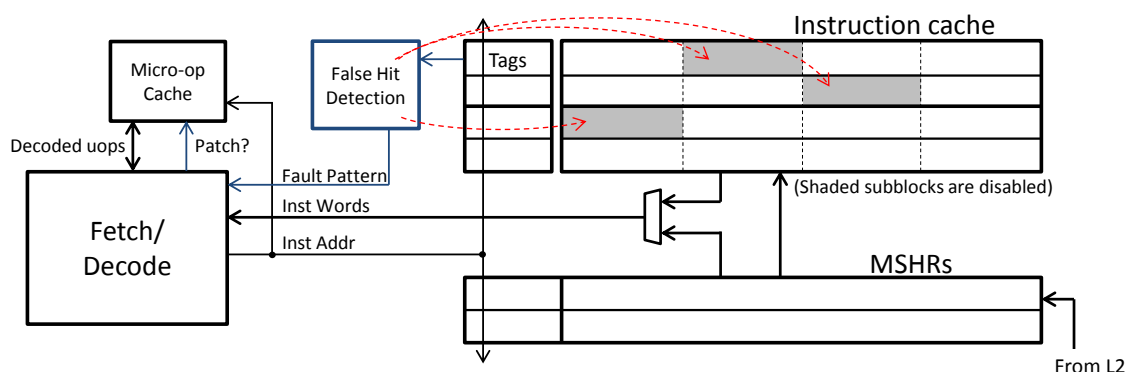 Instruction cache
Micro-op
Cache
False Hit
Detection
Tags
Decoded uops
Patch?
Fault Pattern
(Shaded subblocks are disabled)
Inst Words
Fetch/
Decode
Inst Addr
MSHRs
From L2